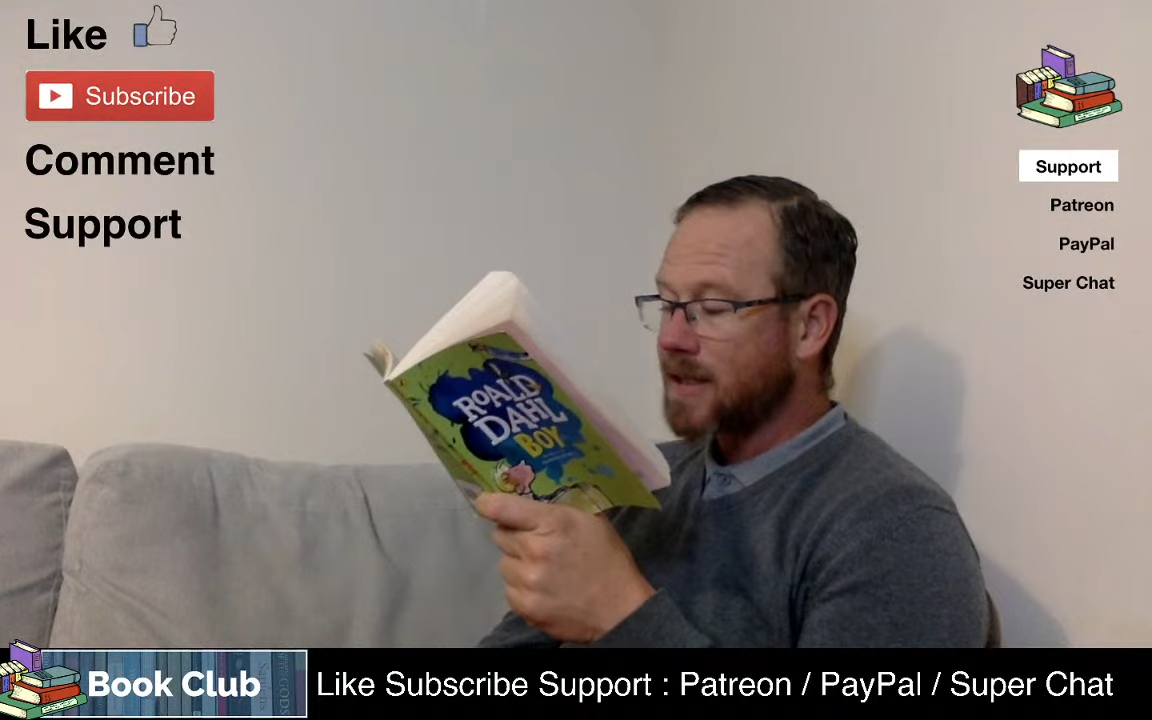 Like
Subscribe
Comment
Support
Support
Patreon
PayPal
Super Chat
ROALD
DAHL
BOY
Book Club
Like Subscribe Support : Patreon / PayPal / Super Chat